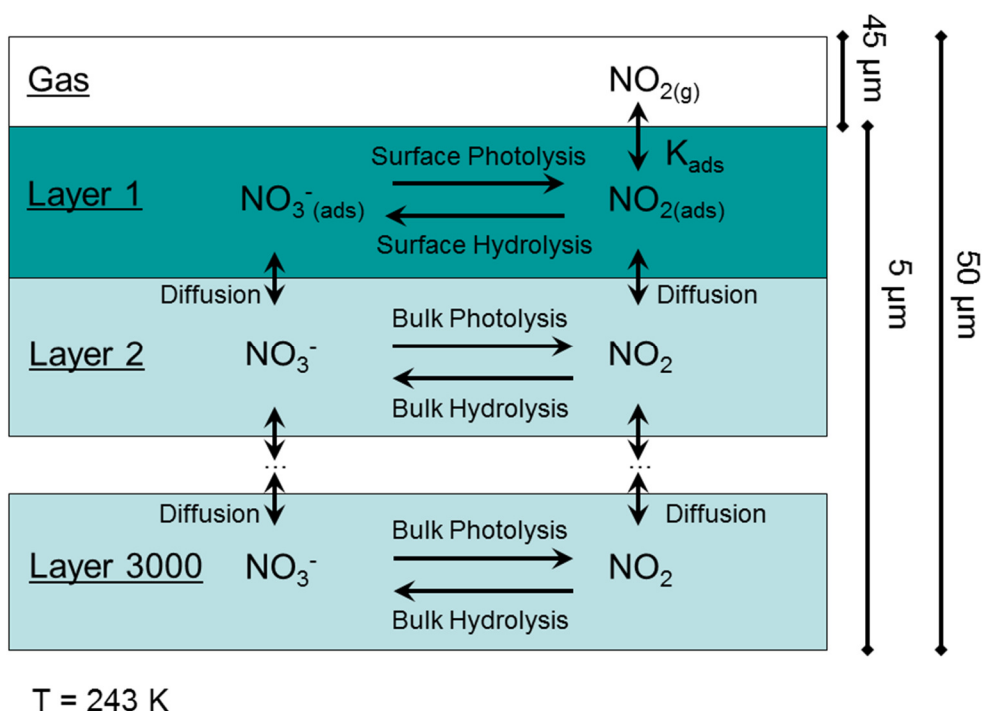 Gas
NO2(g)
45 µm
Surface Photolysis
Kads
Layer 1
NO3-(ads)
NO2(ads)
Surface Hydrolysis
5 µm
50 µm
Diffusion
Diffusion
Bulk Photolysis
Layer 2
NO3-
NO2
Bulk Hydrolysis
...
...
Diffusion
Diffusion
Bulk Photolysis
Layer 3000
NO3-
NO2
Bulk Hydrolysis
T = 243 K